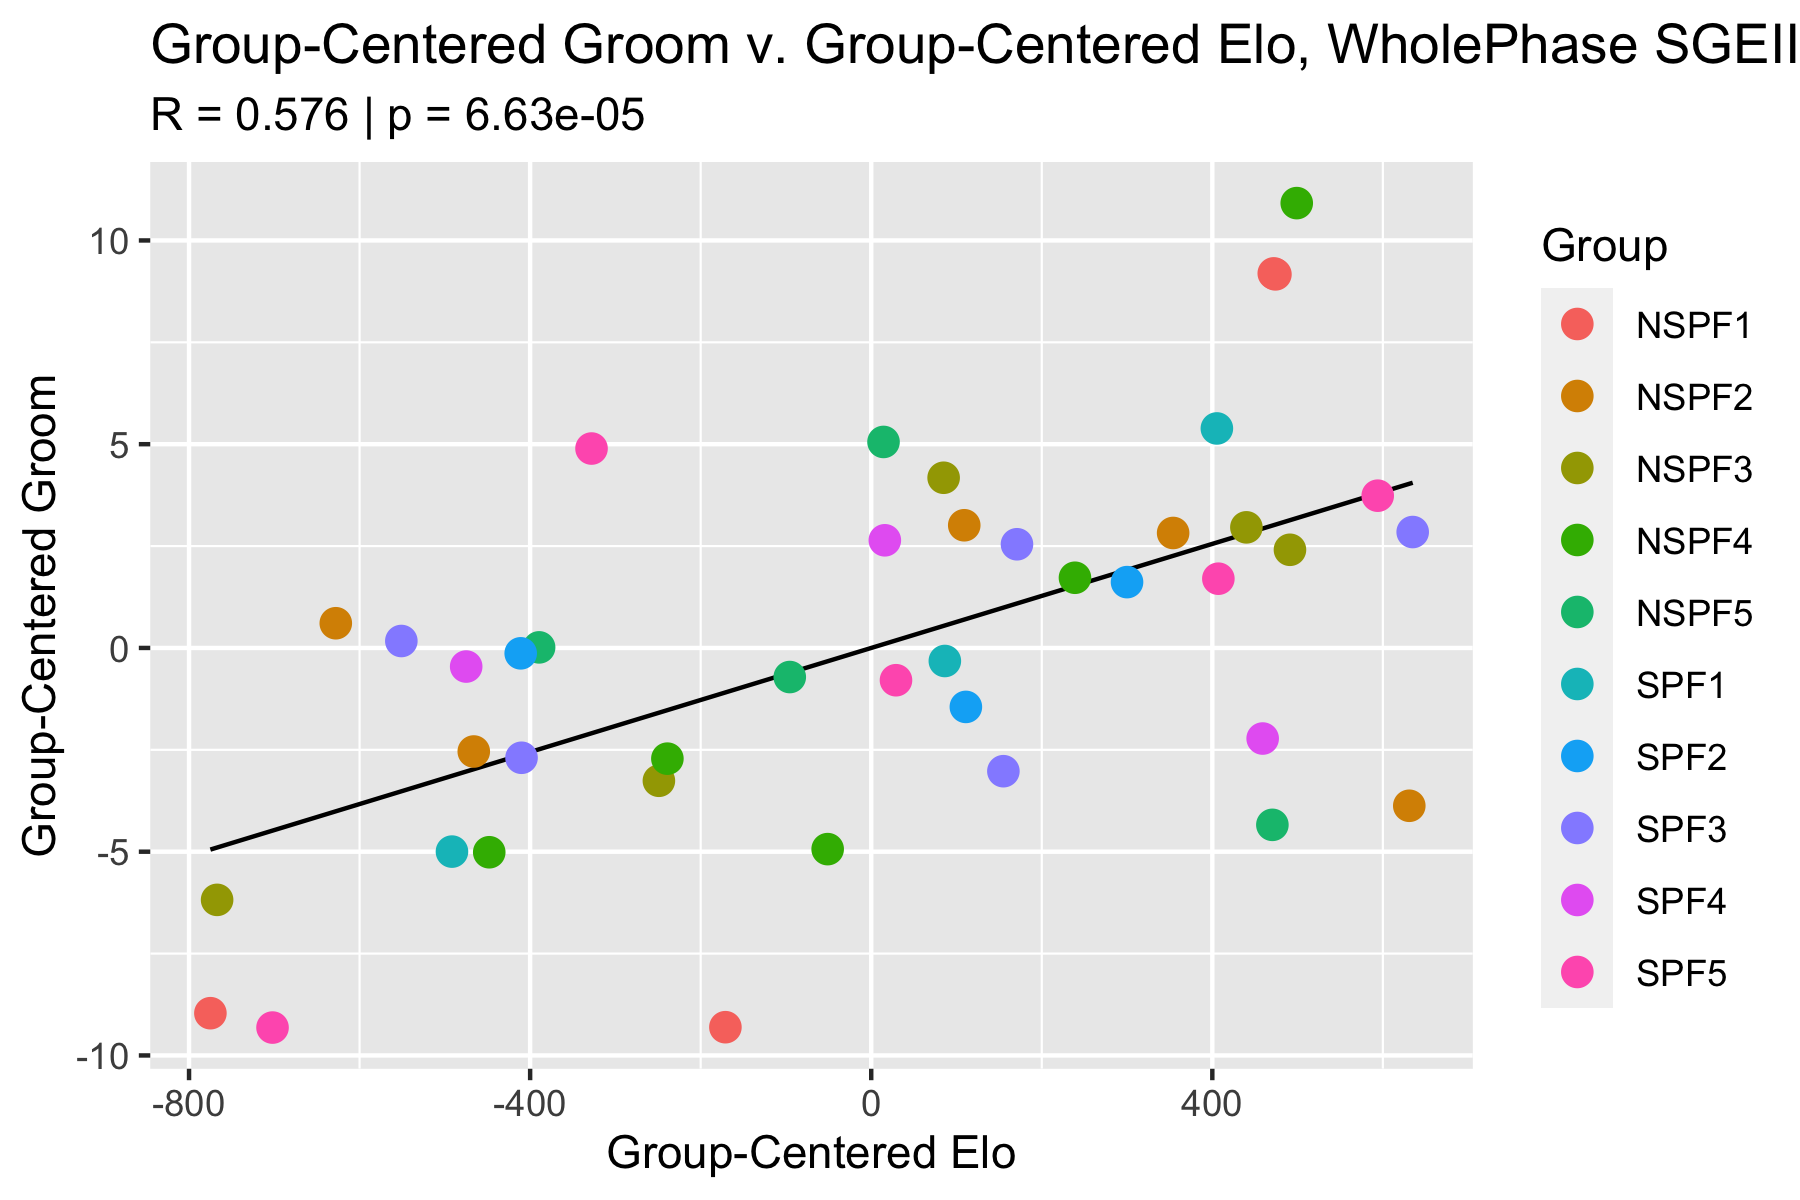 Group-Centered Groom v. Group-Centered Elo, WholePhase SGEII
R = 0.576 | p = 6.63e-05
Group-Centered Groom
10
5
0
-5
-10
-800
-400
0
400
Group-Centered Elo
Group
NSPF1
NSPF2
NSPF3
NSPF4
NSPF5
SPF1
SPF2
SPF3
SPF4
SPF5